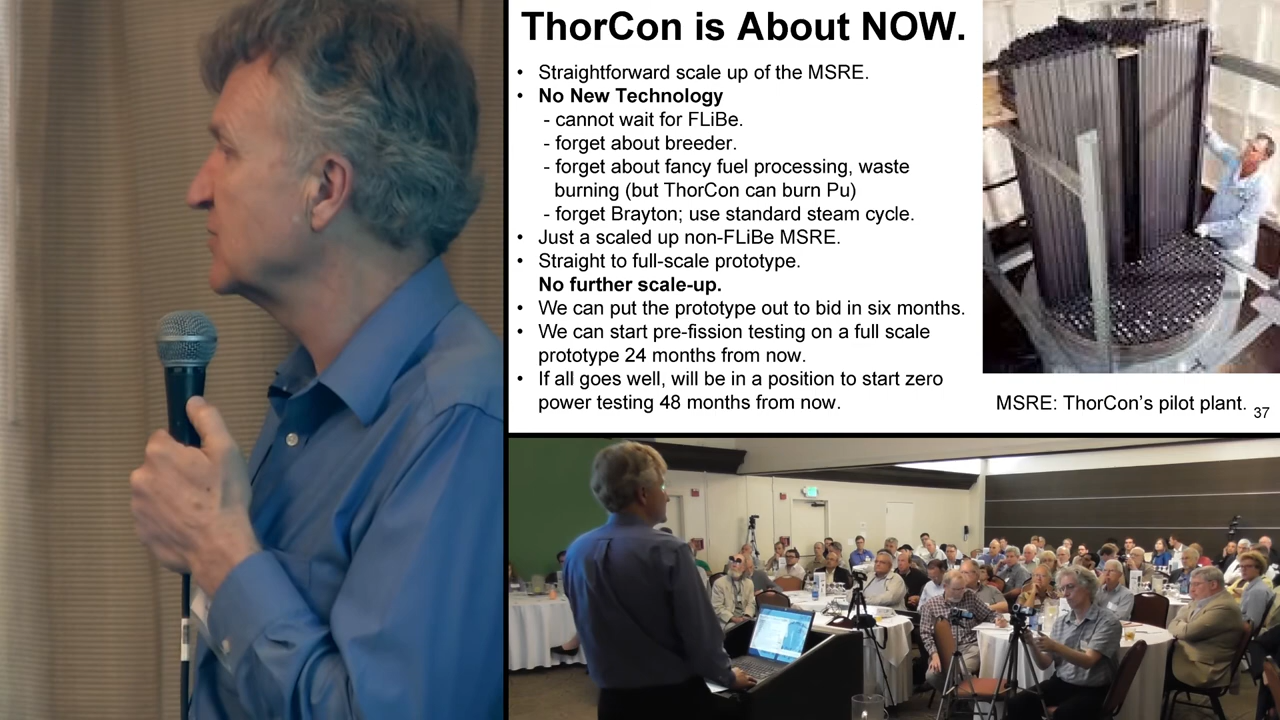 ThorCon is About NOW.
• Straightforward scale up of the MSRE.
• No New Technology
- cannot wait for FLiBe.
- forget about breeder.
- forget about fancy fuel processing, waste
burning (but ThorCon can burn Pu)
- forget Brayton; use standard steam cycle.
• Just a scaled up non-FLiBe MSRE.
• Straight to full-scale prototype.
No further scale-up.
• We can put the prototype out to bid in six months.
• We can start pre-fission testing on a full scale
prototype 24 months from now.
• If all goes well, will be in a position to start zero
power testing 48 months from now.
MSRE: ThorCon's pilot plant.
37